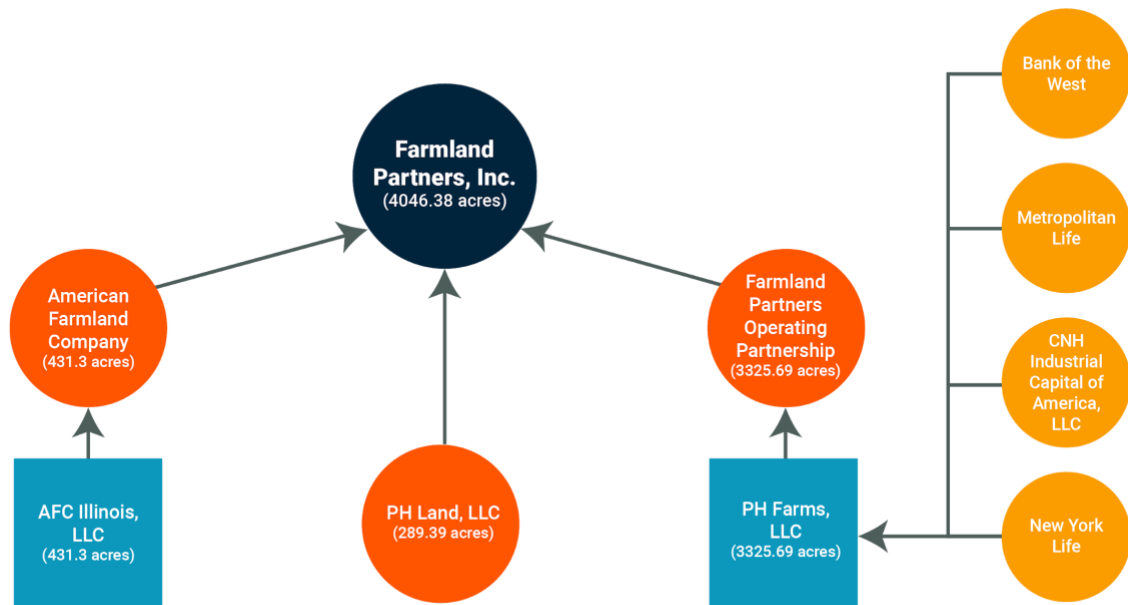 Farmland
Partners, Inc.
(4046.38 acres)
American
Farmland
Company
(431.3 acres)
Farmland
Partners
Operating
Partnership
(3325.69 acres)
AFC Illinois,
LLC
(431.3 acres)
PH Land, LLC
(289.39 acres)
PH Farms,
LLC
(3325.69 acres)
Bank of the
West
Metropolitan
Life
CNH
Industrial
Capital of
America,
LLC
New York
Life